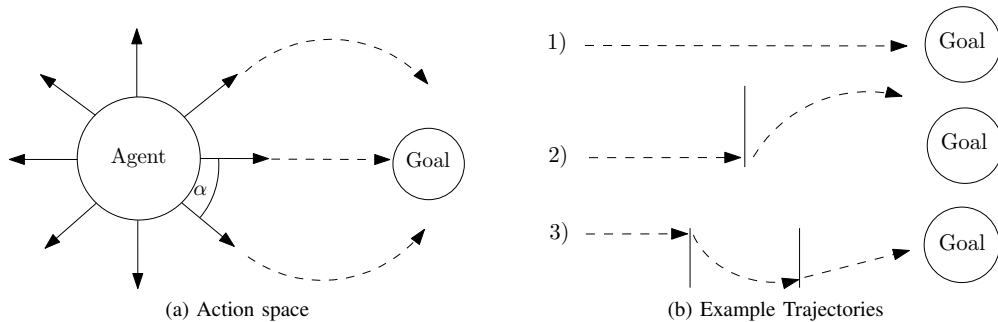 Agent
α
Goal
(a) Action space
1)
Goal
2)
Goal
3)
Goal
(b) Example Trajectories